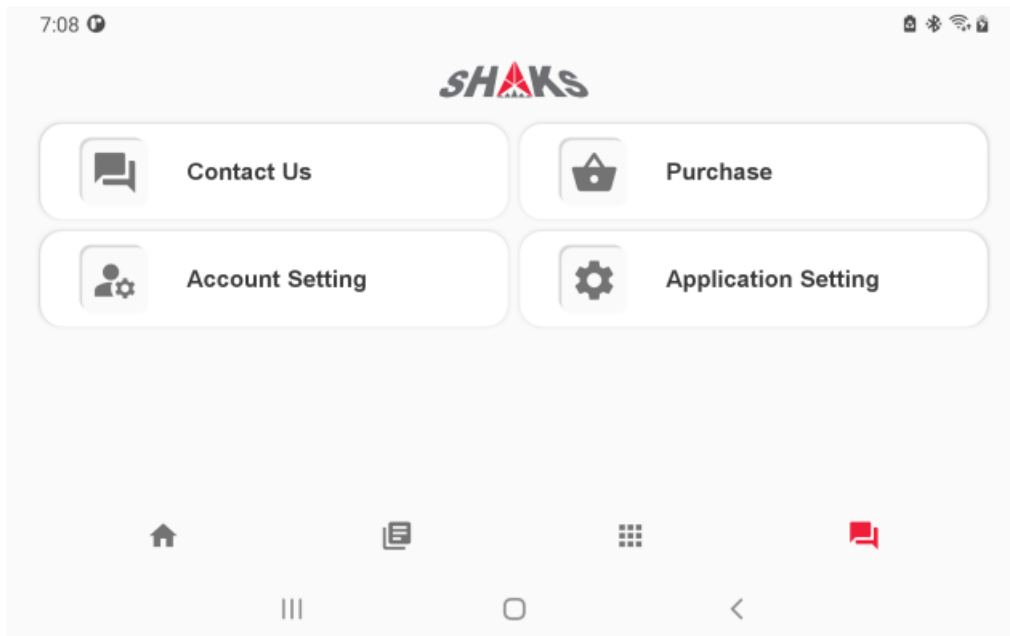 7:08
SHAKS
Contact Us
Purchase
Account Setting
Application Setting